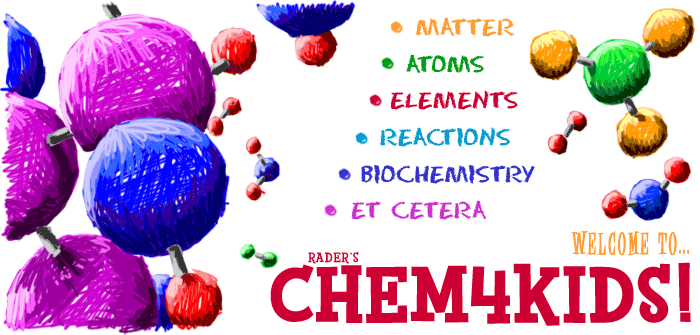 MATTER
ATOMS
ELEMENTS
REACTIONS
BIOCHEMISTRY
ET CETERA
WELCOME TO...
RADER'S
CHEM4KIDS!